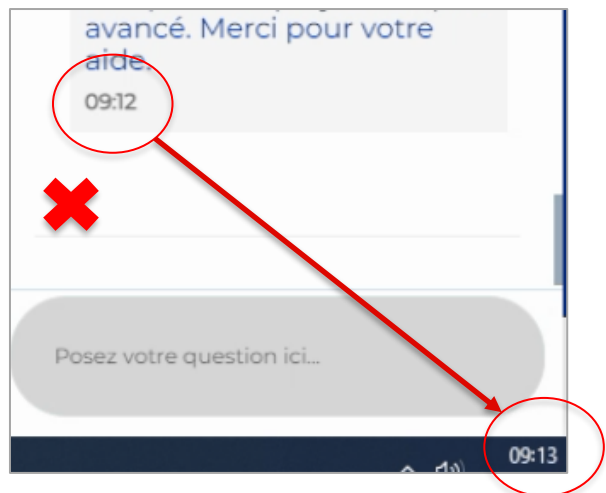 avancé. Merci pour votre
aide.
09:12
Posez votre question ici...
09:13